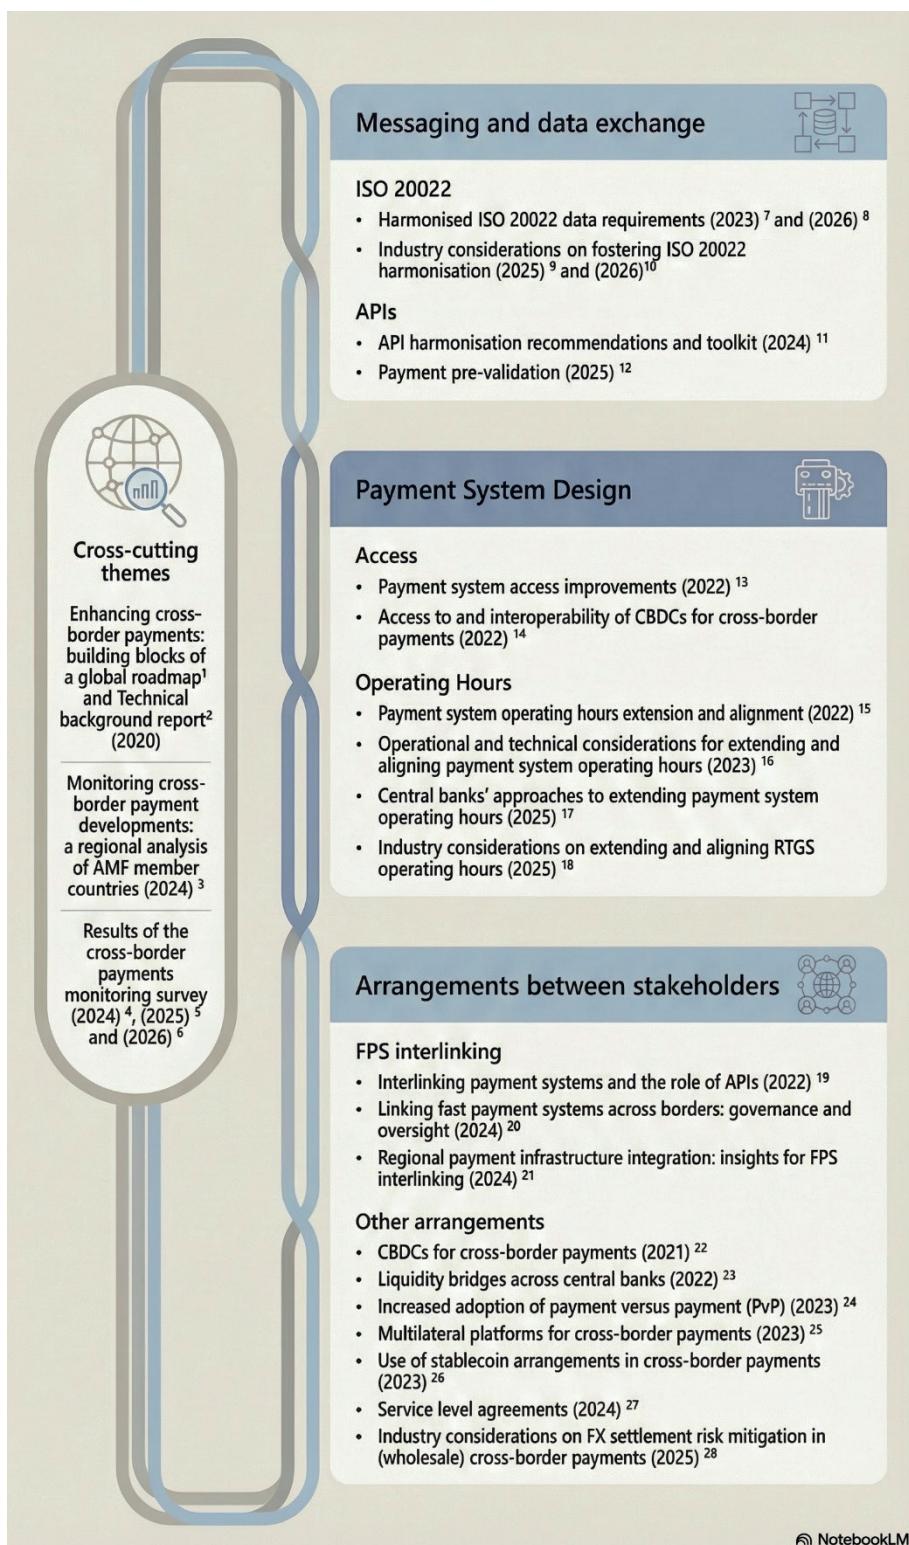 Messaging and data exchange
ISO 20022
• Harmonised ISO 20022 data requirements (2023) 7 and (2026) 8
• Industry considerations on fostering ISO 20022
harmonisation (2025) 9 and (2026)10
APIs
• API harmonisation recommendations and toolkit (2024) 11
• Payment pre-validation (2025) 12
Cross-cutting
themes
Enhancing cross-
border payments:
building blocks of
a global roadmap1
and Technical
background report2
(2020)
Monitoring cross-
border payment
developments:
a regional analysis
of AMF member
countries (2024) 3
Results of the
cross-border
payments
monitoring survey
(2024) 4, (2025) 5
and (2026) 6
Payment System Design
Access
• Payment system access improvements (2022) 13
• Access to and interoperability of CBDCs for cross-border
payments (2022) 14
Operating Hours
• Payment system operating hours extension and alignment (2022) 15
• Operational and technical considerations for extending and
aligning payment system operating hours (2023) 16
• Central banks' approaches to extending payment system
operating hours (2025) 17
• Industry considerations on extending and aligning RTGS
operating hours (2025) 18
Arrangements between stakeholders
FPS interlinking
• Interlinking payment systems and the role of APIs (2022) 19
• Linking fast payment systems across borders: governance and
oversight (2024) 20
• Regional payment infrastructure integration: insights for FPS
interlinking (2024) 21
Other arrangements
• CBDCs for cross-border payments (2021) 22
• Liquidity bridges across central banks (2022) 23
• Increased adoption of payment versus payment (PvP) (2023) 24
• Multilateral platforms for cross-border payments (2023) 25
• Use of stablecoin arrangements in cross-border payments
(2023) 26
• Service level agreements (2024) 27
• Industry considerations on FX settlement risk mitigation in
(wholesale) cross-border payments (2025) 28
NotebookLM